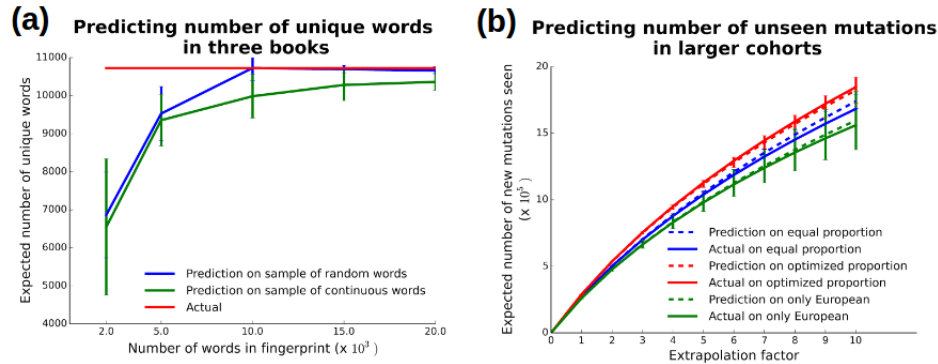 (a)
Predicting number of unique words
in three books
Expected number of unique words
11000
10000
9000
8000
7000
6000
5000
4000
2.0
5.0
10.0
15.0
20.0
Number of words in fingerprint (x 10³)
Prediction on sample of random words
Prediction on sample of continuous words
Actual
(b)
Predicting number of unseen mutations
in larger cohorts
Expected number of new mutations seen
(x 10⁵)
20
15
10
5
0
0
1
2
3
4
5
6
7
8
9
10
Extrapolation factor
Prediction on equal proportion
Actual on equal proportion
Prediction on optimized proportion
Actual on optimized proportion
Prediction on only European
Actual on only European